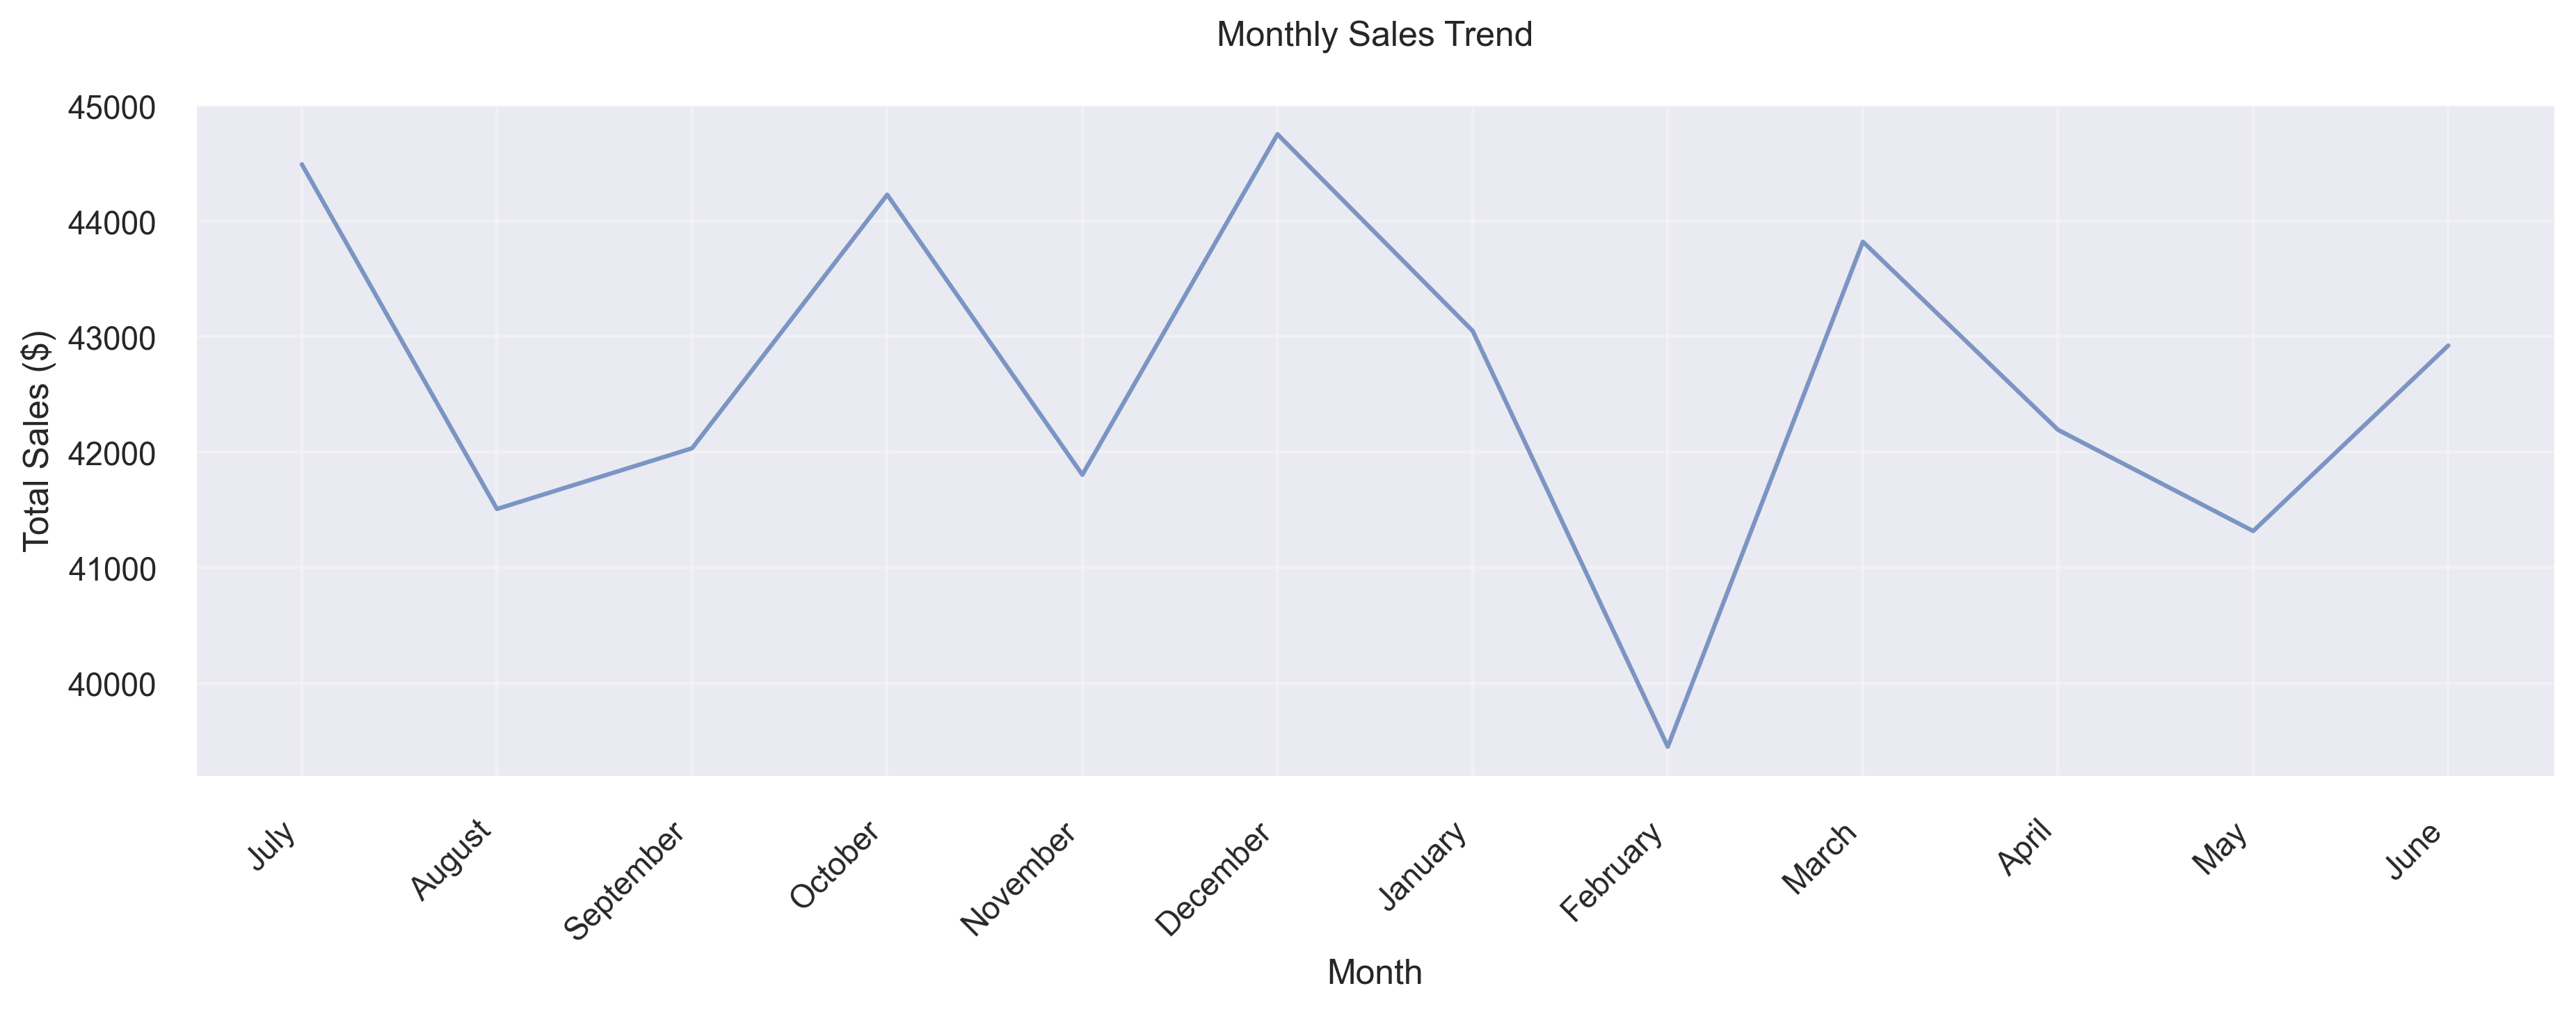 Monthly Sales Trend
45000
44000
43000
42000
41000
40000
Total Sales ($)
July
August
September
October
November
December
January
February
March
April
May
June
Month